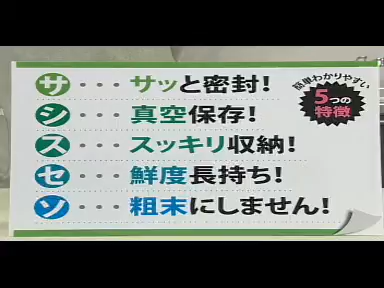 簡単わかりやすい
5つの
特徴
サ・・・サッと密封!
シ・・・真空保存!
ス・・・スッキリ収納!
セ・・・鮮度長持ち!
ソ・・・粗末にしません!